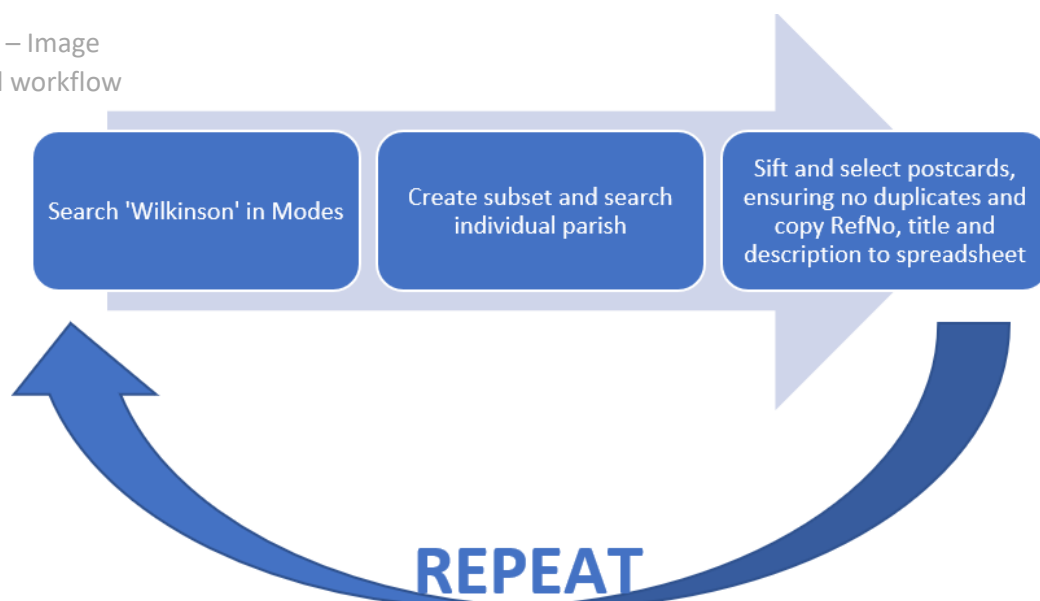 – Image
workflow
Search 'Wilkinson' in Modes
Create subset and search
individual parish
Sift and select postcards,
ensuring no duplicates and
copy RefNo, title and
description to spreadsheet
REPEAT